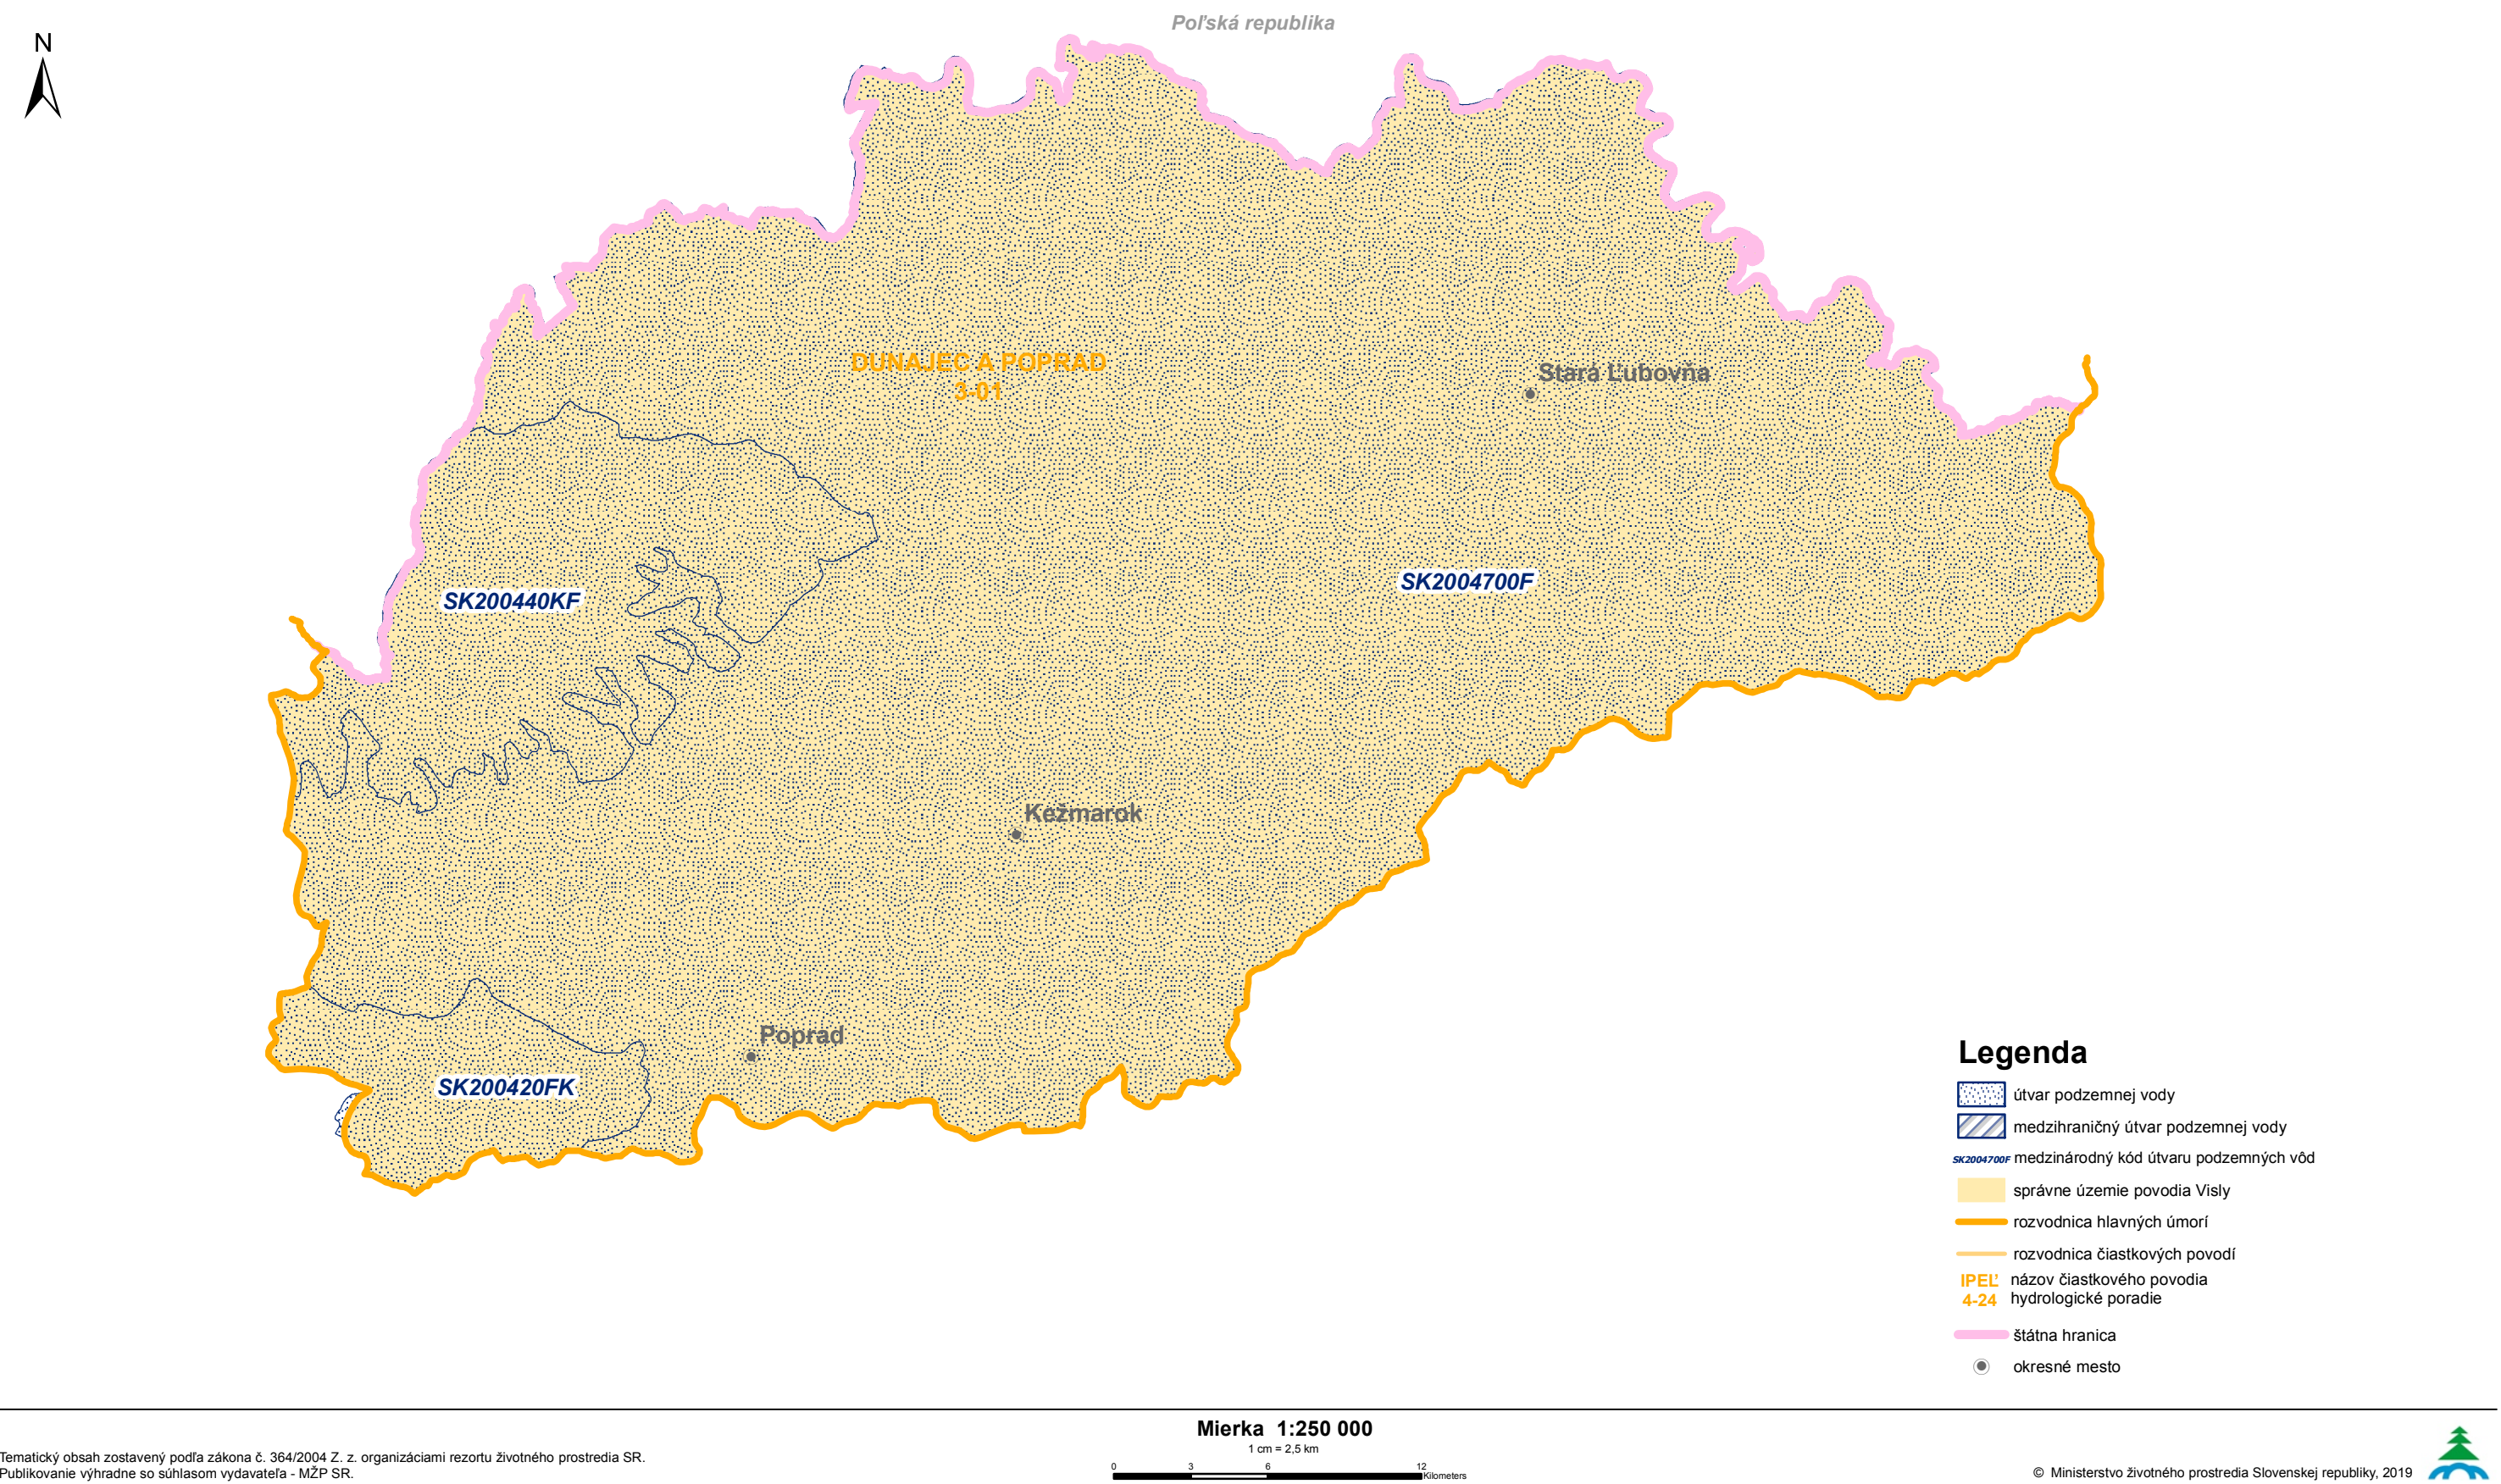 Poľská republika
N
DUNAJEC A POPRAD
3-01
Stará Ľubovňa
SK200440KF
SK2004700F
Kežmarok
Poprad
SK200420FK
Legenda
útvar podzemnej vody
medzihraničný útvar podzemnej vody
SK2004700F medzinárodný kód útvaru podzemných vôd
správne územie povodia Visly
rozvodnica hlavných úmorí
rozvodnica čiastkových povodí
IPEĽ názov čiastkového povodia
4-24 hydrologické poradie
štátna hranica
okresné mesto
Mierka 1:250 000
1 cm = 2,5 km
0 3 6 12
Kilometers
Tematický obsah zostavený podľa zákona č. 364/2004 Z. z. organizáciami rezortu životného prostredia SR.
Publikovanie výhradne so súhlasom vydavateľa - MŽP SR.
© Ministerstvo životného prostredia Slovenskej republiky, 2019